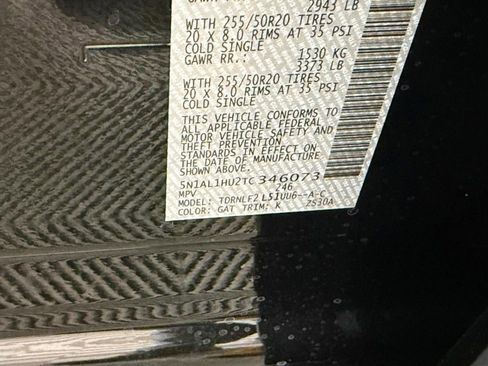 2943 LB
WITH 255/50R20 TIRES
20 X 8.0 RIMS AT 35 PSI
COLD SINGLE
GAWR RR.: 1530 KG
3373 LB
WITH 255/50R20 TIRES
20 X 8.0 RIMS AT 35 PSI
COLD SINGLE
THIS VEHICLE CONFORMS TO
ALL APPLICABLE FEDERAL
MOTOR VEHICLE SAFETY AND
THEFT PREVENTION
STANDARDS IN EFFECT ON THE
DATE OF MANUFACTURE
SHOWN ABOVE.
5N1AL1HU2TC346073
MPV 246
MODEL: TDRNLF2 L51UU6--A-C
COLOR: GAT TRIM: K 2S30A